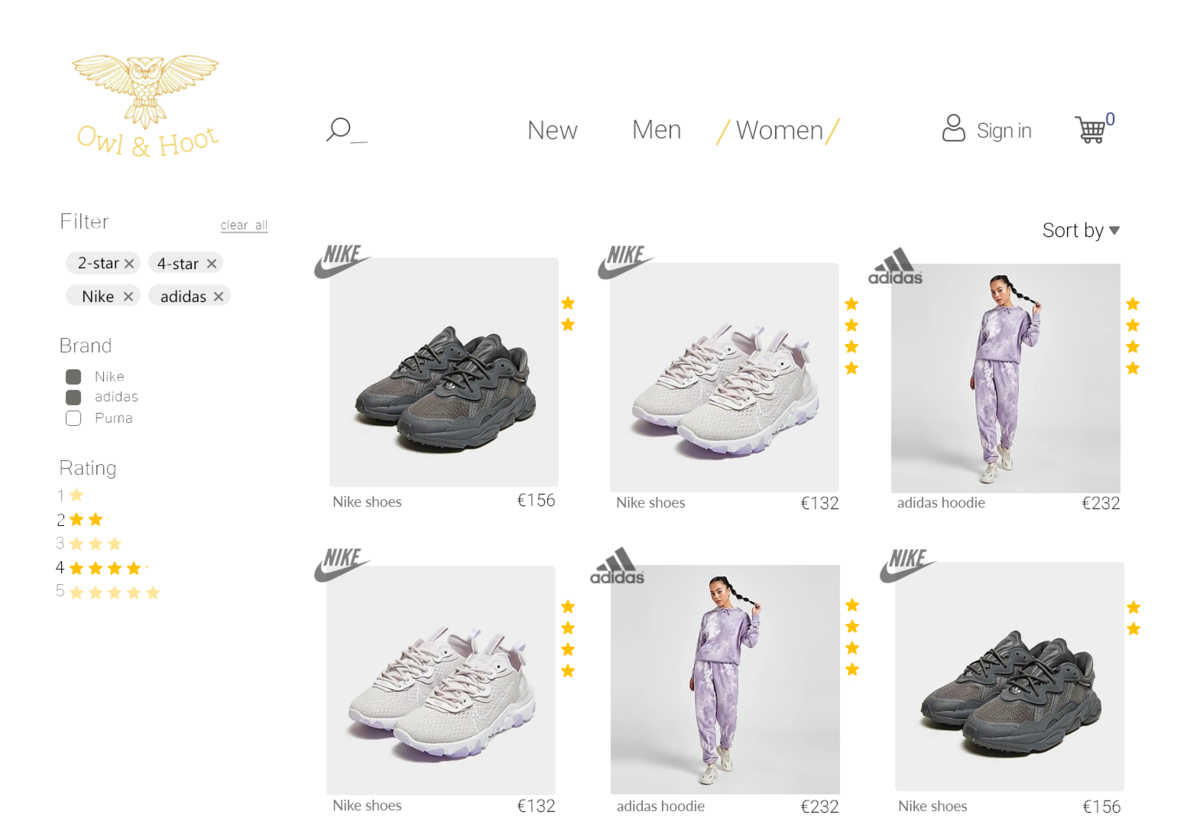 Owl & Hoot
New Men /Women/ Sign in 0
Filter clear all
2-star × 4-star ×
Nike × adidas ×
Brand
Nike
adidas
Puma
Rating
1
2
3
4
5
Sort by
NIKE NIKE adidas
Nike shoes €156 Nike shoes €132 adidas hoodie €232
NIKE adidas NIKE
Nike shoes €132 adidas hoodie €232 Nike shoes €156